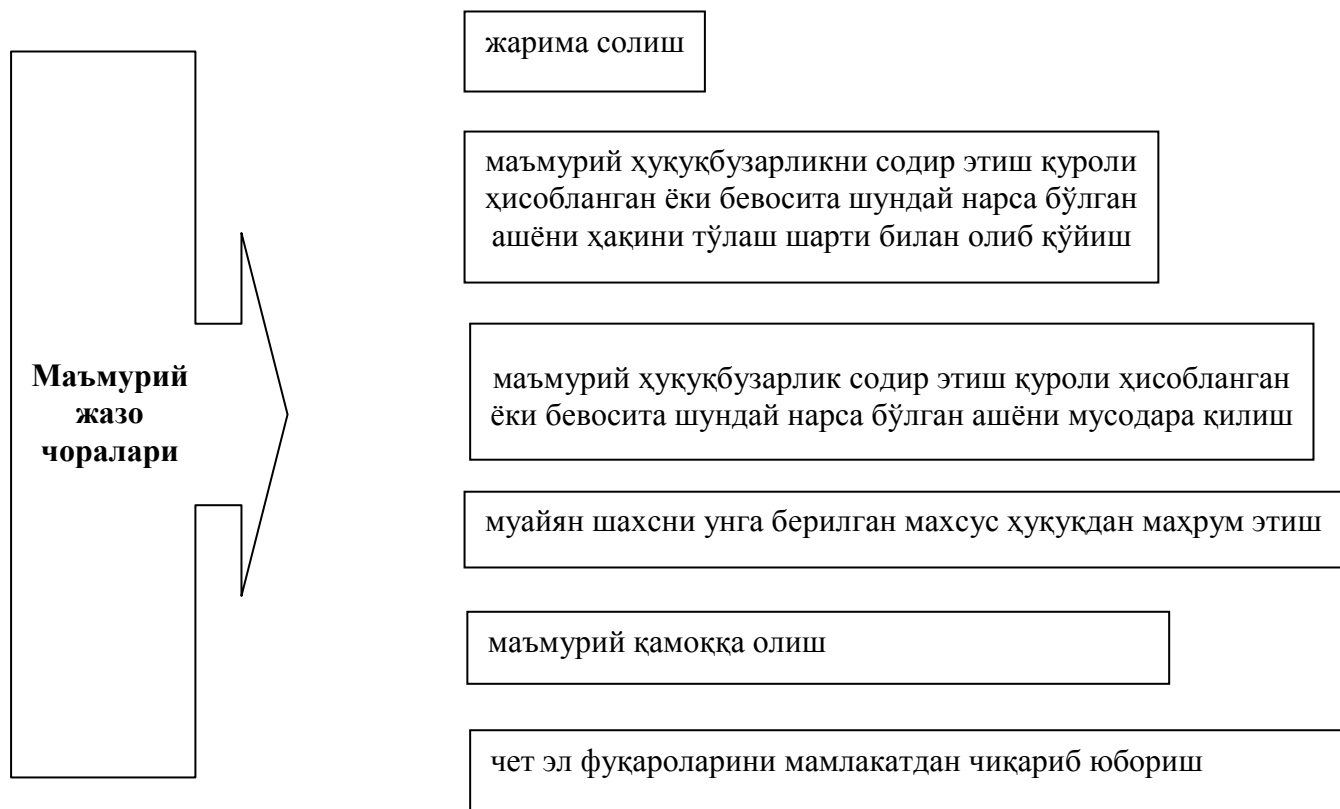 жарима солиш
маъмурий ҳуқуқбузарликни содир этиш қуроли
ҳисобланган ёки бевосита шундай нарса бўлган
ашёни ҳақини тўлаш шарти билан олиб қўйиш
Маъмурий
жазо
чоралари
маъмурий ҳуқуқбузарлик содир этиш қуроли ҳисобланган
ёки бевосита шундай нарса бўлган ашёни мусодара қилиш
муайян шахсни унга берилган махсус ҳуқуқдан маҳрум этиш
маъмурий қамоққа олиш
чет эл фуқароларини мамлакатдан чиқариб юбориш